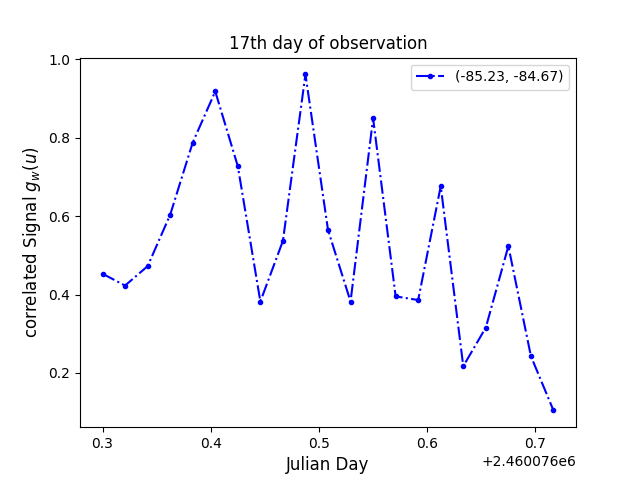 17th day of observation
1.0
0.8
0.6
0.4
0.2
correlated Signal g_w(u)
(-85.23, -84.67)
0.3 0.4 0.5 0.6 0.7
Julian Day
+2.460076e6